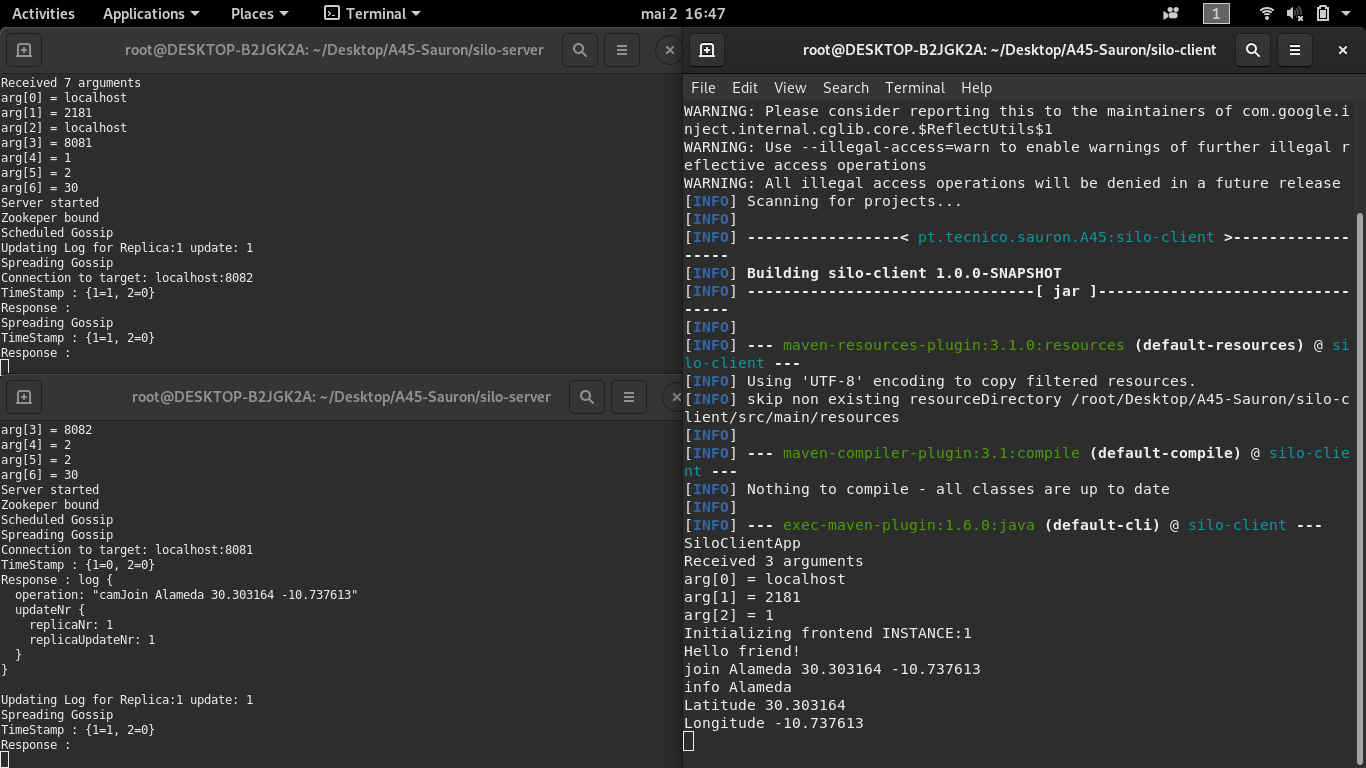 Activities Applications Places Terminal mai 2 16:47 1
root@DESKTOP-B2JGK2A: ~/Desktop/A45-Sauron/silo-server
Received 7 arguments
arg[0] = localhost
arg[1] = 2181
arg[2] = localhost
arg[3] = 8081
arg[4] = 1
arg[5] = 2
arg[6] = 30
Server started
Zookeper bound
Scheduled Gossip
Updating Log for Replica:1 update: 1
Spreading Gossip
Connection to target: localhost:8082
TimeStamp : {1=1, 2=0}
Response :
Spreading Gossip
TimeStamp : {1=1, 2=0}
Response :
root@DESKTOP-B2JGK2A: ~/Desktop/A45-Sauron/silo-server
arg[3] = 8082
arg[4] = 2
arg[5] = 2
arg[6] = 30
Server started
Zookeper bound
Scheduled Gossip
Spreading Gossip
Connection to target: localhost:8081
TimeStamp : {1=0, 2=0}
Response : log {
  operation: "camJoin Alameda 30.303164 -10.737613"
  updateNr {
    replicaNr: 1
    replicaUpdateNr: 1
  }
}
Updating Log for Replica:1 update: 1
Spreading Gossip
TimeStamp : {1=1, 2=0}
Response :
root@DESKTOP-B2JGK2A: ~/Desktop/A45-Sauron/silo-client
File Edit View Search Terminal Help
WARNING: Please consider reporting this to the maintainers of com.google.i
nject.internal.cglib.core.$ReflectUtils$1
WARNING: Use --illegal-access=warn to enable warnings of further illegal r
eflective access operations
WARNING: All illegal access operations will be denied in a future release
[INFO] Scanning for projects...
[INFO]
[INFO] -----------------< pt.tecnico.sauron.A45:silo-client >-------------
-----
[INFO] Building silo-client 1.0.0-SNAPSHOT
[INFO] --------------------------------[ jar ]----------------------------
-----
[INFO]
[INFO] --- maven-resources-plugin:3.1.0:resources (default-resources) @ si
lo-client ---
[INFO] Using 'UTF-8' encoding to copy filtered resources.
[INFO] skip non existing resourceDirectory /root/Desktop/A45-Sauron/silo-c
lient/src/main/resources
[INFO]
[INFO] --- maven-compiler-plugin:3.1:compile (default-compile) @ silo-clie
nt ---
[INFO] Nothing to compile - all classes are up to date
[INFO]
[INFO] --- exec-maven-plugin:1.6.0:java (default-cli) @ silo-client ---
SiloClientApp
Received 3 arguments
arg[0] = localhost
arg[1] = 2181
arg[2] = 1
Initializing frontend INSTANCE:1
Hello friend!
join Alameda 30.303164 -10.737613
info Alameda
Latitude 30.303164
Longitude -10.737613